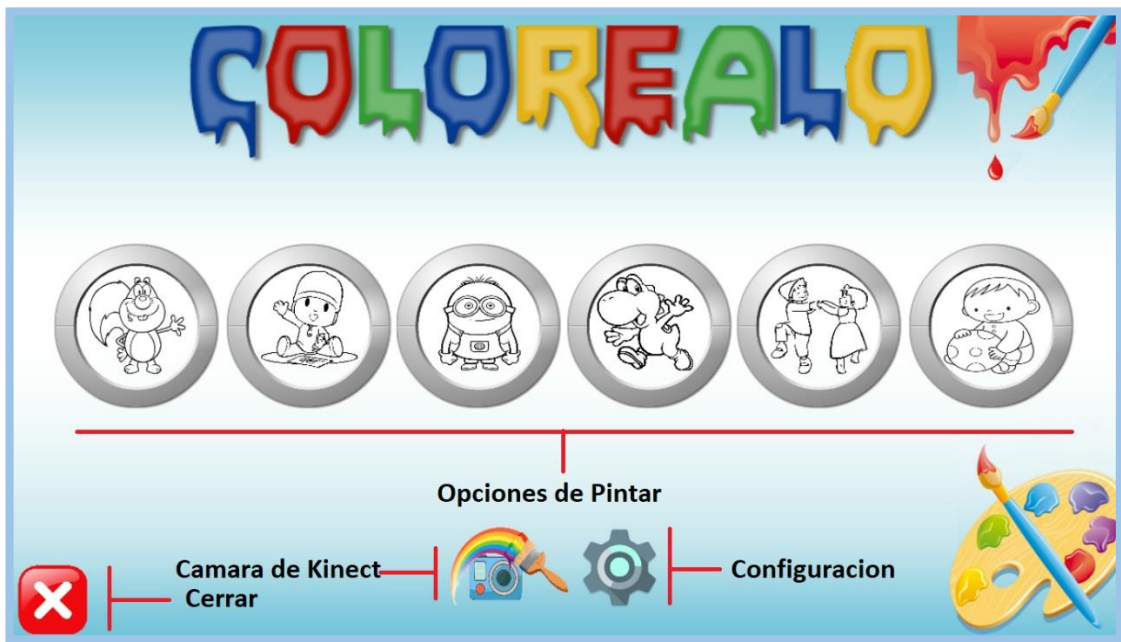 COLOREALO
Opciones de Pintar
Camara de Kinect
Configuracion
Cerrar